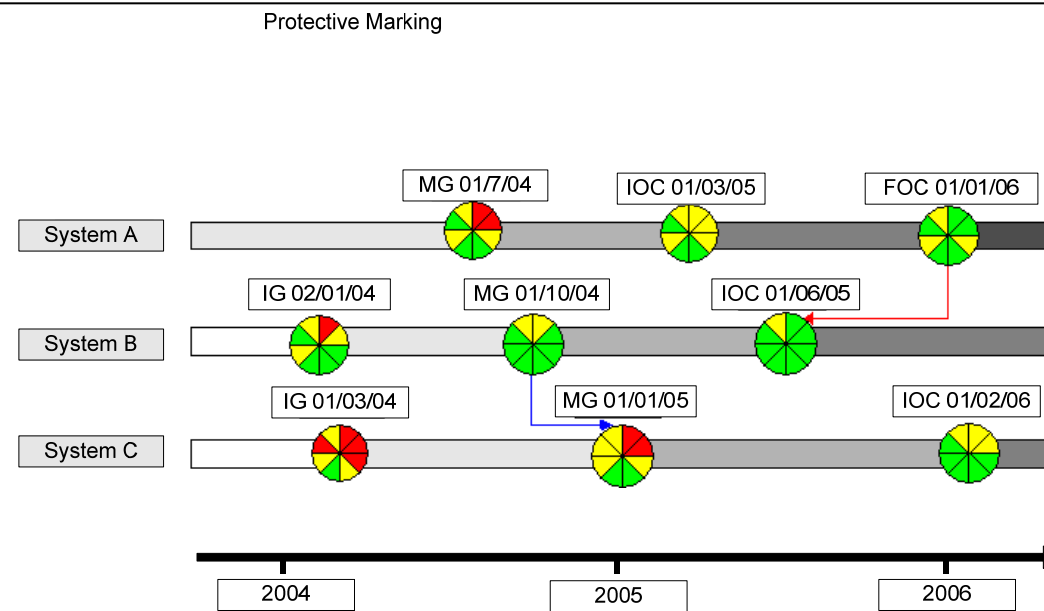 Protective Marking
MG 01/7/04
IOC 01/03/05
FOC 01/01/06
System A
IG 02/01/04
MG 01/10/04
IOC 01/06/05
System B
IG 01/03/04
MG 01/01/05
IOC 01/02/06
System C
2004
2005
2006